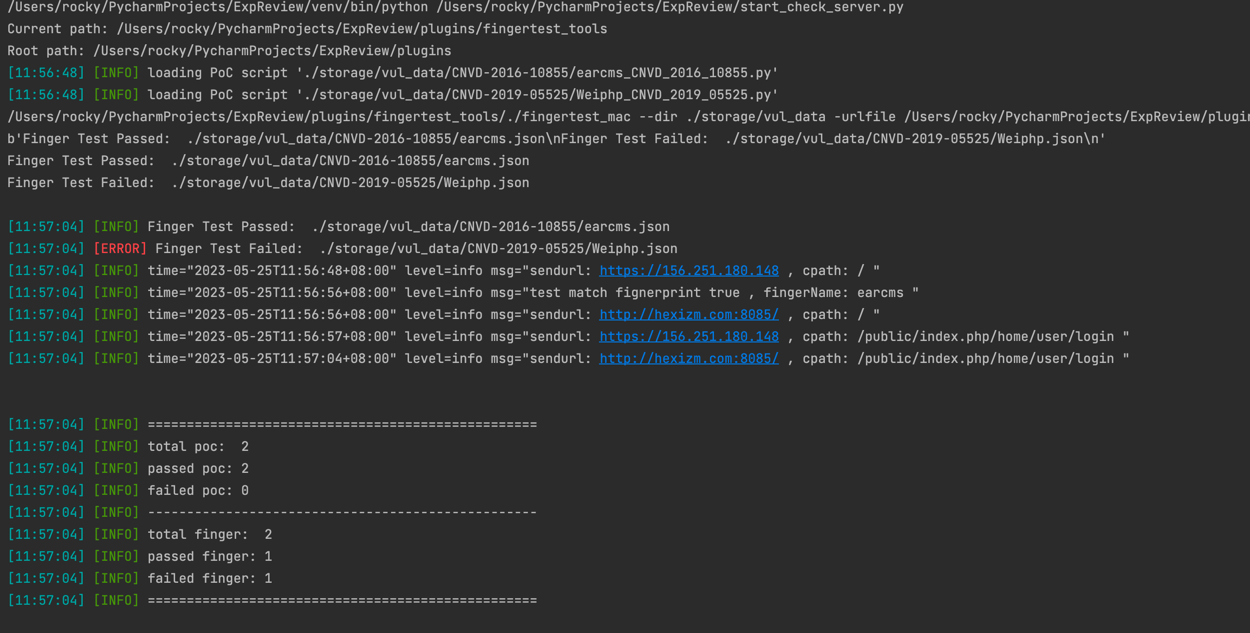 /Users/rocky/PycharmProjects/ExpReview/venv/bin/python /Users/rocky/PycharmProjects/ExpReview/start_check_server.py
Current path: /Users/rocky/PycharmProjects/ExpReview/plugins/fingertest_tools
Root path: /Users/rocky/PycharmProjects/ExpReview/plugins
[11:56:48] [INFO] loading PoC script './storage/vul_data/CNVD-2016-10855/earcms_CNVD_2016_10855.py'
[11:56:48] [INFO] loading PoC script './storage/vul_data/CNVD-2019-05525/Weiphp_CNVD_2019_05525.py'
/Users/rocky/PycharmProjects/ExpReview/plugins/fingertest_tools/./fingertest_mac --dir ./storage/vul_data -urlfile /Users/rocky/PycharmProjects/ExpReview/plugin
b'Finger Test Passed:  ./storage/vul_data/CNVD-2016-10855/earcms.json\nFinger Test Failed:  ./storage/vul_data/CNVD-2019-05525/Weiphp.json\n'
Finger Test Passed:  ./storage/vul_data/CNVD-2016-10855/earcms.json
Finger Test Failed:  ./storage/vul_data/CNVD-2019-05525/Weiphp.json
[11:57:04] [INFO] Finger Test Passed:  ./storage/vul_data/CNVD-2016-10855/earcms.json
[11:57:04] [ERROR] Finger Test Failed:  ./storage/vul_data/CNVD-2019-05525/Weiphp.json
[11:57:04] [INFO] time="2023-05-25T11:56:48+08:00" level=info msg="sendurl: https://156.251.180.148 , cpath: / "
[11:57:04] [INFO] time="2023-05-25T11:56:56+08:00" level=info msg="test match fignerprint true , fingerName: earcms "
[11:57:04] [INFO] time="2023-05-25T11:56:56+08:00" level=info msg="sendurl: http://hexizm.com:8085/ , cpath: / "
[11:57:04] [INFO] time="2023-05-25T11:56:57+08:00" level=info msg="sendurl: https://156.251.180.148 , cpath: /public/index.php/home/user/login "
[11:57:04] [INFO] time="2023-05-25T11:57:04+08:00" level=info msg="sendurl: http://hexizm.com:8085/ , cpath: /public/index.php/home/user/login "
[11:57:04] [INFO] ==================================================
[11:57:04] [INFO] total poc:  2
[11:57:04] [INFO] passed poc: 2
[11:57:04] [INFO] failed poc: 0
[11:57:04] [INFO] --------------------------------------------------
[11:57:04] [INFO] total finger:  2
[11:57:04] [INFO] passed finger: 1
[11:57:04] [INFO] failed finger: 1
[11:57:04] [INFO] ==================================================